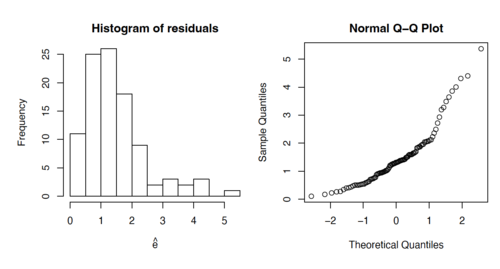 Histogram of residuals
Frequency
0 5 10 15 20 25
0 1 2 3 4 5
ê
Normal Q−Q Plot
Sample Quantiles
0 1 2 3 4 5
−2 −1 0 1 2
Theoretical Quantiles